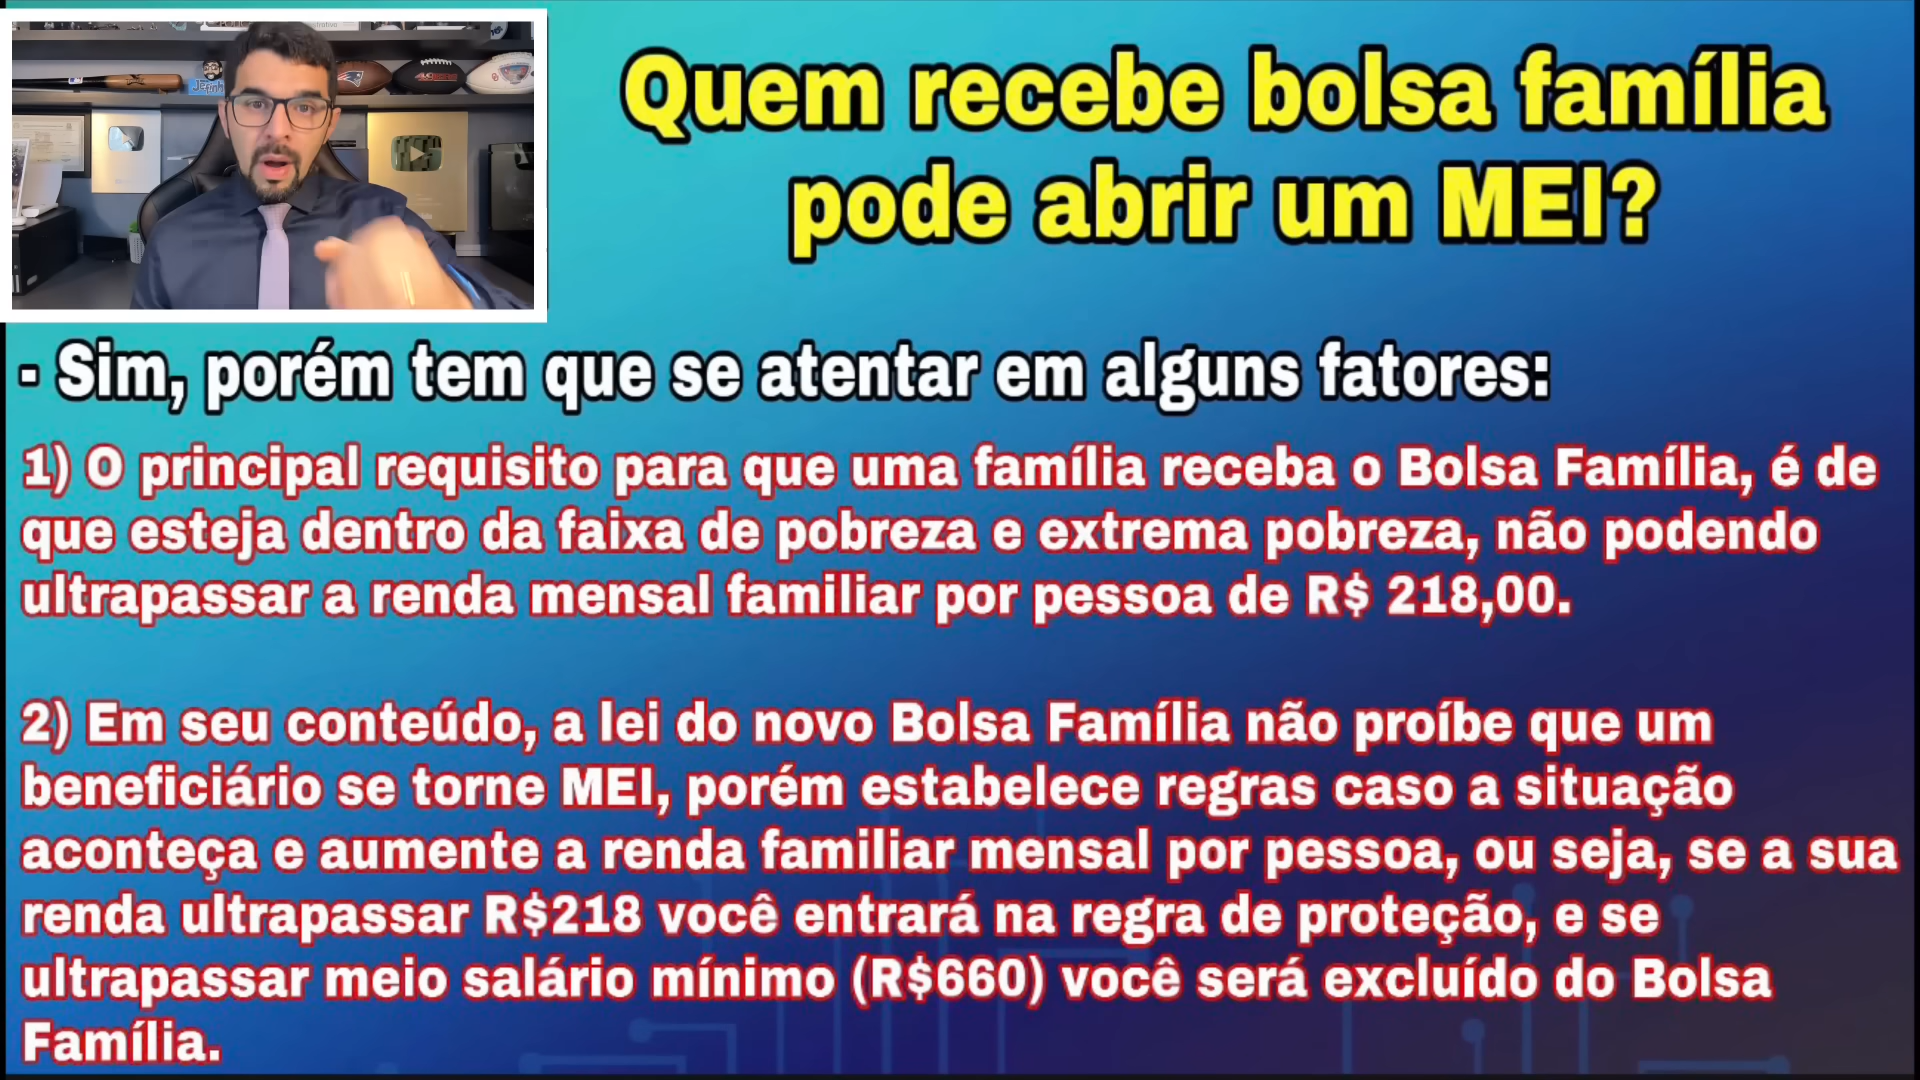 Quem recebe bolsa família
pode abrir um MEI?
- Sim, porém tem que se atentar em alguns fatores:
1) O principal requisito para que uma família receba o Bolsa Família, é de
que esteja dentro da faixa de pobreza e extrema pobreza, não podendo
ultrapassar a renda mensal familiar por pessoa de R$ 218,00.
2) Em seu conteúdo, a lei do novo Bolsa Família não proíbe que um
beneficiário se torne MEI, porém estabelece regras caso a situação
aconteça e aumente a renda familiar mensal por pessoa, ou seja, se a sua
renda ultrapassar R$218 você entrará na regra de proteção, e se
ultrapassar meio salário mínimo (R$660) você será excluído do Bolsa
Família.